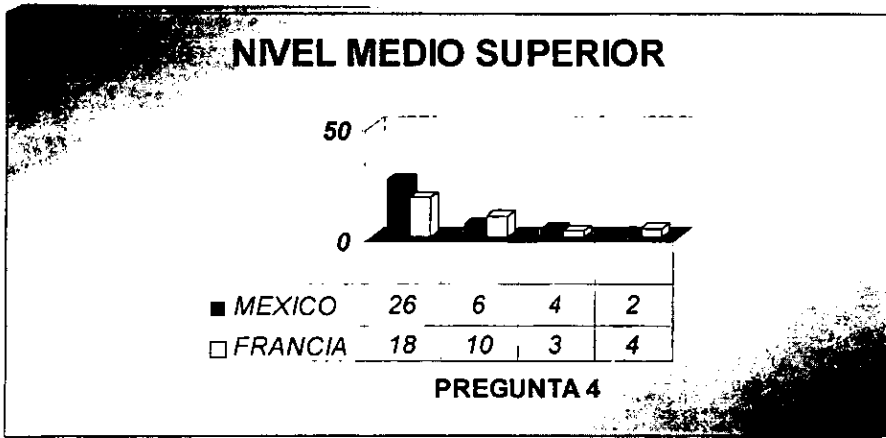 NIVEL MEDIO SUPERIOR
50
0
MEXICO 26 6 4 2
FRANCIA 18 10 3 4
PREGUNTA 4